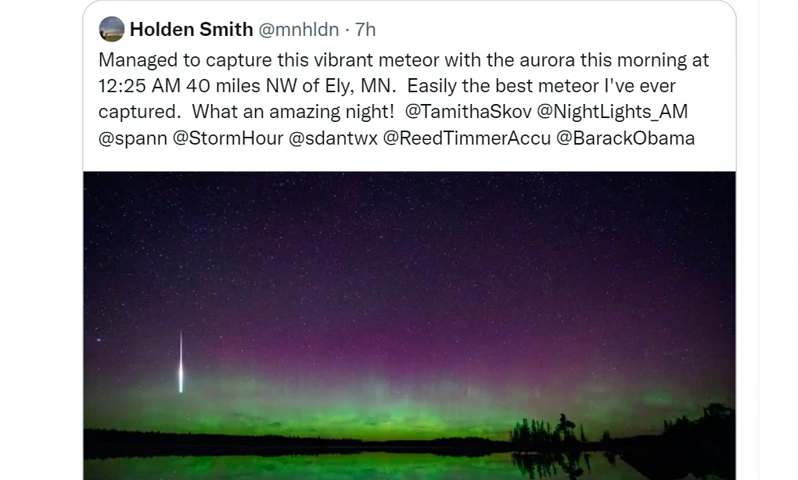 Holden Smith @mnhldn · 7h
Managed to capture this vibrant meteor with the aurora this morning at
12:25 AM 40 miles NW of Ely, MN.  Easily the best meteor I've ever
captured.  What an amazing night!  @TamithaSkov @NightLights_AM
@spann @StormHour @sdantwx @ReedTimmerAccu @BarackObama